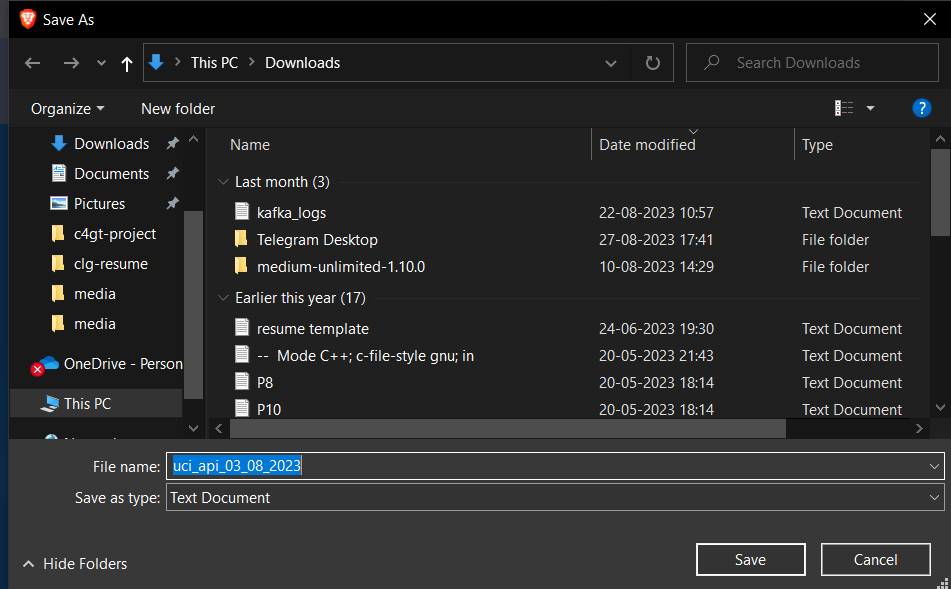 Save As
This PC > Downloads
Search Downloads
Organize
New folder
?
Downloads
Documents
Pictures
c4gt-project
clg-resume
media
media
OneDrive - Person
This PC
Name Date modified Type
Last month (3)
kafka_logs 22-08-2023 10:57 Text Document
Telegram Desktop 27-08-2023 17:41 File folder
medium-unlimited-1.10.0 10-08-2023 14:29 File folder
Earlier this year (17)
resume template 24-06-2023 19:30 Text Document
-- Mode C++; c-file-style gnu; in 20-05-2023 21:43 Text Document
P8 20-05-2023 18:14 Text Document
P10 20-05-2023 18:14 Text Document
File name: uci_api_03_08_2023
Save as type: Text Document
Hide Folders
Save
Cancel